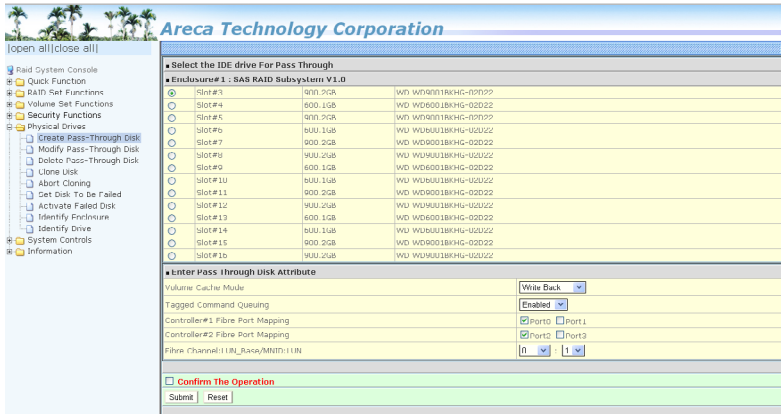 Areca Technology Corporation
|open all|close all|
Raid System Console
Quick Function
RAID Set Functions
Volume Set Functions
Security Functions
Physical Drives
Create Pass-Through Disk
Modify Pass-Through Disk
Delete Pass-Through Disk
Clone Disk
Abort Cloning
Set Disk To Be Failed
Activate Failed Disk
Identify Enclosure
Identify Drive
System Controls
Information
Select the IDE drive For Pass Through
Enclosure#1 : SAS RAID Subsystem V1.0
Slot#3 900.2GB WD WD9001BKHG-02D22
Slot#4 600.1GB WD WD6001BKHG-02D22
Slot#5 900.2GB WD WD9001BKHG-02D22
Slot#6 600.1GB WD WD6001BKHG-02D22
Slot#7 900.2GB WD WD9001BKHG-02D22
Slot#8 900.2GB WD WD9001BKHG-02D22
Slot#9 600.1GB WD WD6001BKHG-02D22
Slot#10 600.1GB WD WD6001BKHG-02D22
Slot#11 900.2GB WD WD9001BKHG-02D22
Slot#12 900.2GB WD WD9001BKHG-02D22
Slot#13 600.1GB WD WD6001BKHG-02D22
Slot#14 600.1GB WD WD6001BKHG-02D22
Slot#15 900.2GB WD WD9001BKHG-02D22
Slot#16 900.2GB WD WD9001BKHG-02D22
Enter Pass Through Disk Attribute
Volume Cache Mode Write Back
Tagged Command Queuing Enabled
Controller#1 Fibre Port Mapping Port0 Port1
Controller#2 Fibre Port Mapping Port2 Port3
Fibre Channel:LUN_Base/MNID:LUN 0 : 1
Confirm The Operation
Submit Reset